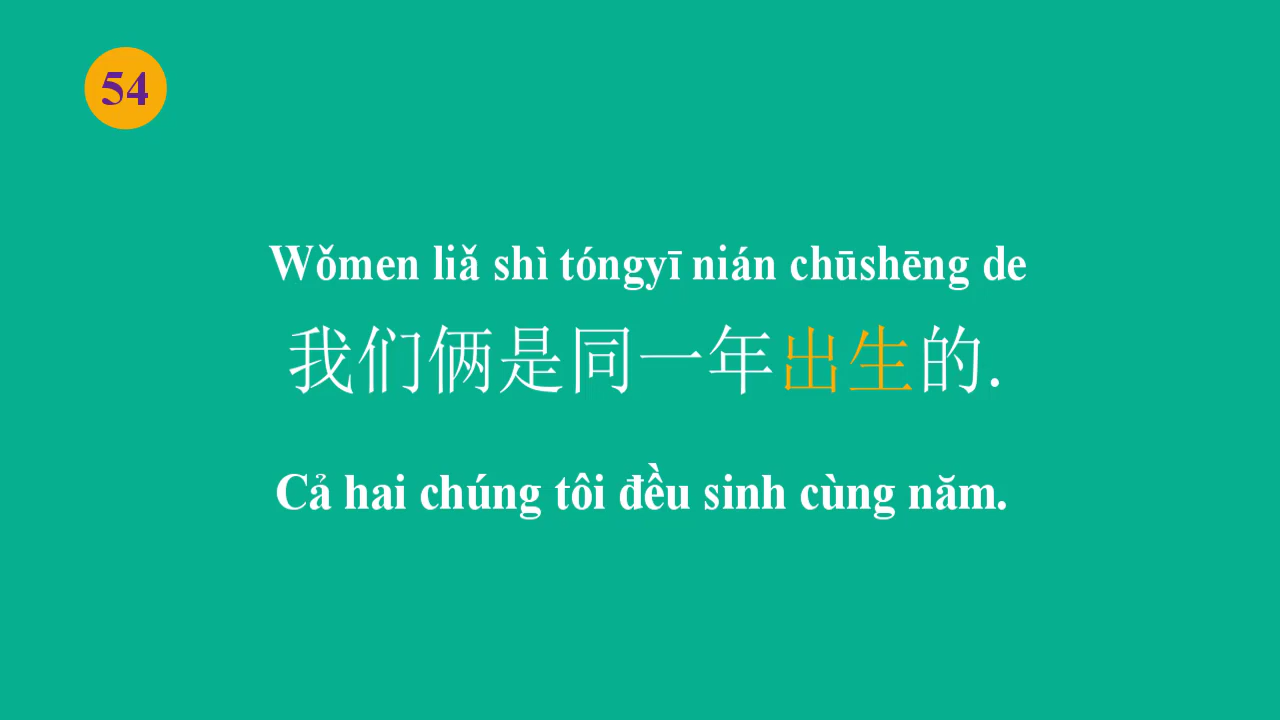 54
Wǒmen liǎ shì tóngyī nián chūshēng de
我们俩是同一年出生的.
Cả hai chúng tôi đều sinh cùng năm.